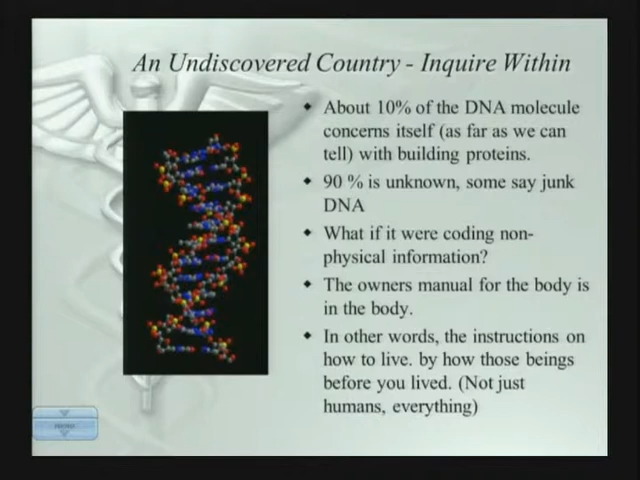 An Undiscovered Country - Inquire Within
◆ About 10% of the DNA molecule
concerns itself (as far as we can
tell) with building proteins.
◆ 90 % is unknown, some say junk
DNA
◆ What if it were coding non-
physical information?
◆ The owners manual for the body is
in the body.
◆ In other words, the instructions on
how to live. by how those beings
before you lived. (Not just
humans, everything)